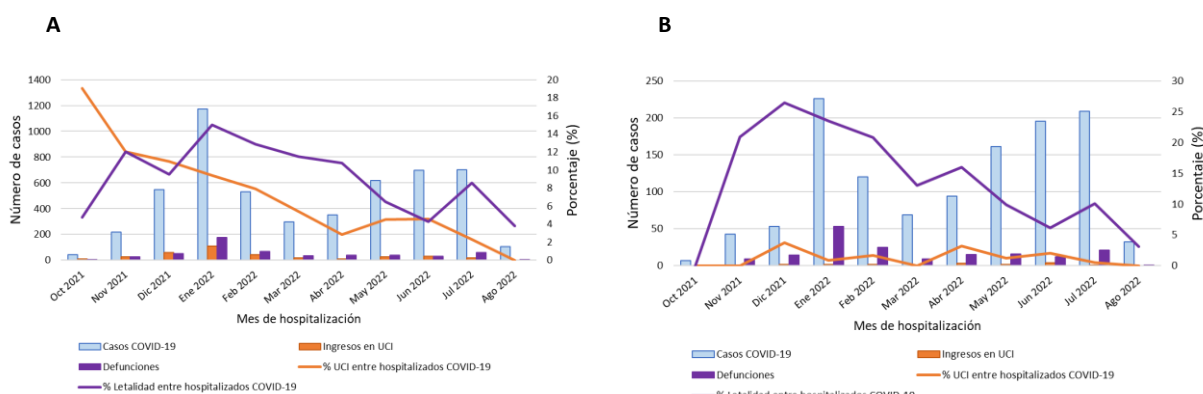 A
B
1400
1200
1000
800
600
400
200
0
Número de casos
20
18
16
14
12
10
8
6
4
2
0
Porcentaje (%)
Oct 2021
Nov 2021
Dic 2021
Ene 2022
Feb 2022
Mar 2022
Abr 2022
May 2022
Jun 2022
Jul 2022
Ago 2022
Mes de hospitalización
Casos COVID-19
Ingresos en UCI
Defunciones
% UCI entre hospitalizados COVID-19
% Letalidad entre hospitalizados COVID-19
250
200
150
100
50
0
Número de casos
30
25
20
15
10
5
0
Porcentaje (%)
Oct 2021
Nov 2021
Dic 2021
Ene 2022
Feb 2022
Mar 2022
Abr 2022
May 2022
Jun 2022
Jul 2022
Ago 2022
Mes de hospitalización
Casos COVID-19
Ingresos en UCI
Defunciones
% UCI entre hospitalizados COVID-19
% Letalidad entre hospitalizados COVID-19